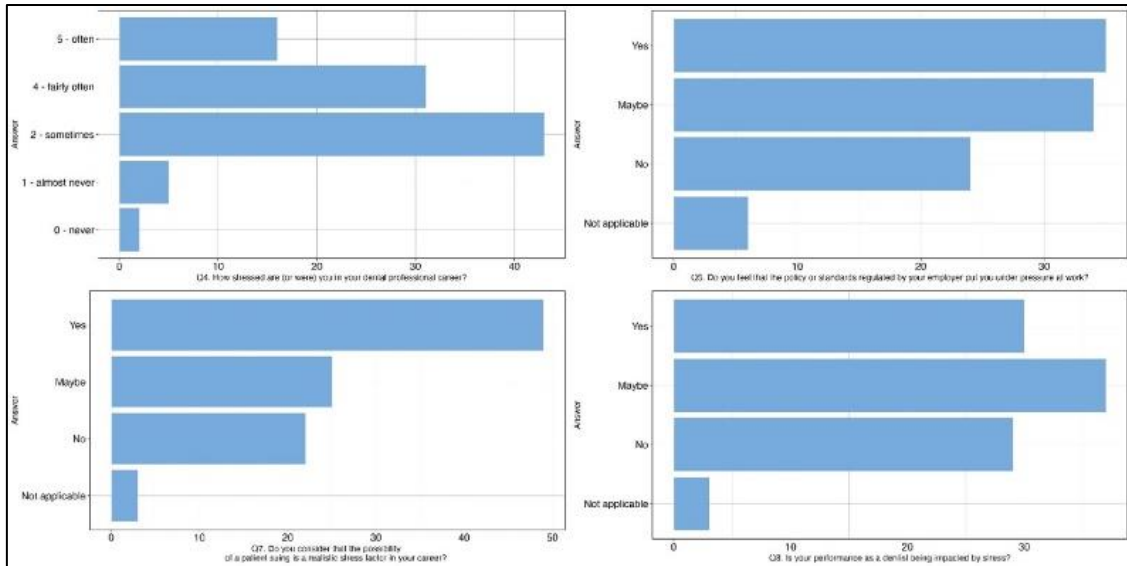 Answer
5 - often
4 - fairly often
2 - sometimes
1 - almost never
0 - never
0 10 20 30 40
Q4. How stressed are (or were) you in your dental professional career?
Answer
Yes
Maybe
No
Not applicable
0 10 20 30
Q5. Do you feel that the policy or standards regulated by your employer put you under pressure at work?
Answer
Yes
Maybe
No
Not applicable
0 10 20 30 40 50
Q7. Do you consider that the possibility
of a patient suing is a realistic stress factor in your career?
Answer
Yes
Maybe
No
Not applicable
0 10 20 30
Q8. Is your performance as a dentist being impacted by stress?